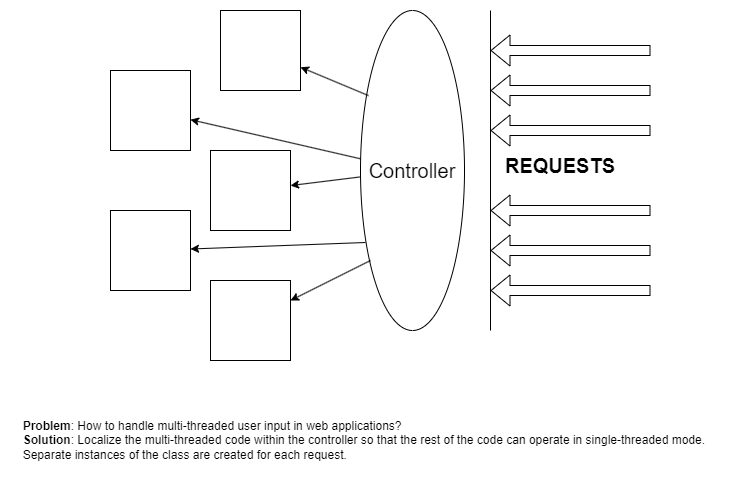 Controller
REQUESTS
Problem: How to handle multi-threaded user input in web applications?
Solution: Localize the multi-threaded code within the controller so that the rest of the code can operate in single-threaded mode.
Separate instances of the class are created for each request.